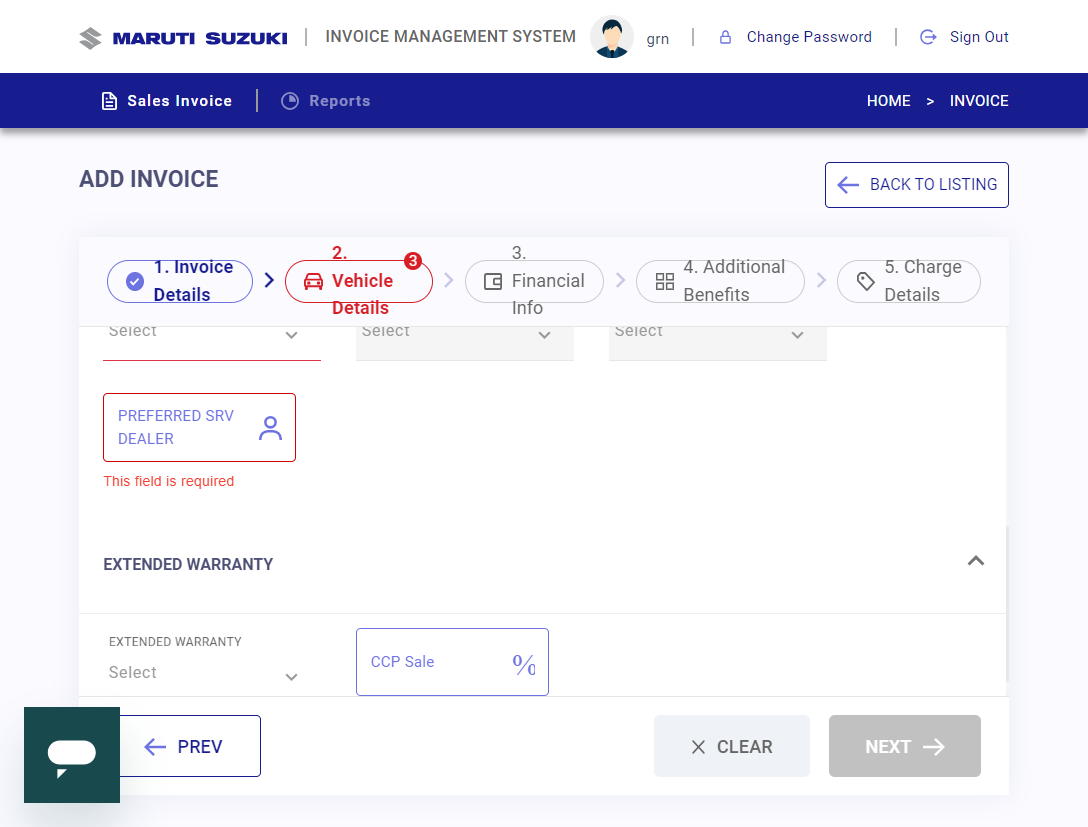 MARUTI SUZUKI
INVOICE MANAGEMENT SYSTEM
grn
Change Password
Sign Out
Sales Invoice
Reports
HOME > INVOICE
ADD INVOICE
BACK TO LISTING
1. Invoice
Details
2.
Vehicle
Details
3
3.
Financial
Info
4. Additional
Benefits
5. Charge
Details
Select
Select
Select
PREFERRED SRV
DEALER
This field is required
EXTENDED WARRANTY
EXTENDED WARRANTY
Select
CCP Sale %
PREV
CLEAR
NEXT